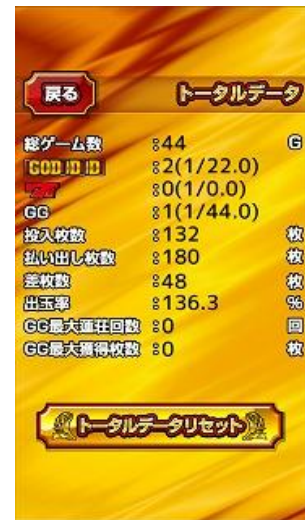 戻る トータルデータ
総ゲーム数 :44 G
GOD ID ID :2(1/22.0)
:0(1/0.0)
GG :1(1/44.0)
投入枚数 :132 枚
払い出し枚数 :180 枚
差枚数 :48 枚
出玉率 :136.3 %
GG最大連荘回数 :0 回
GG最大獲得枚数 :0 枚
トータルデータリセット